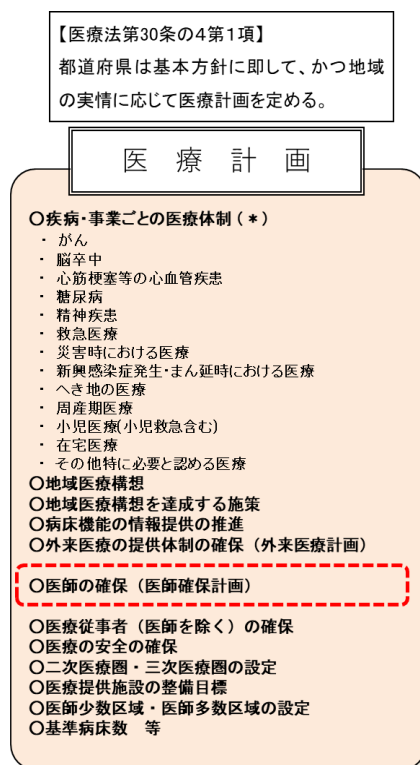 【医療法第30条の4第1項】
都道府県は基本方針に即して、かつ地域
の実情に応じて医療計画を定める。
医療計画
〇疾病・事業ごとの医療体制(*)
・ がん
・ 脳卒中
・ 心筋梗塞等の心血管疾患
・ 糖尿病
・ 精神疾患
・ 救急医療
・ 災害時における医療
・ 新興感染症発生・まん延時における医療
・ へき地の医療
・ 周産期医療
・ 小児医療(小児救急含む)
・ 在宅医療
・ その他特に必要と認める医療
〇地域医療構想
〇地域医療構想を達成する施策
〇病床機能の情報提供の推進
〇外来医療の提供体制の確保(外来医療計画)
〇医師の確保(医師確保計画)
〇医療従事者(医師を除く)の確保
〇医療の安全の確保
〇二次医療圏・三次医療圏の設定
〇医療提供施設の整備目標
〇医師少数区域・医師多数区域の設定
〇基準病床数 等